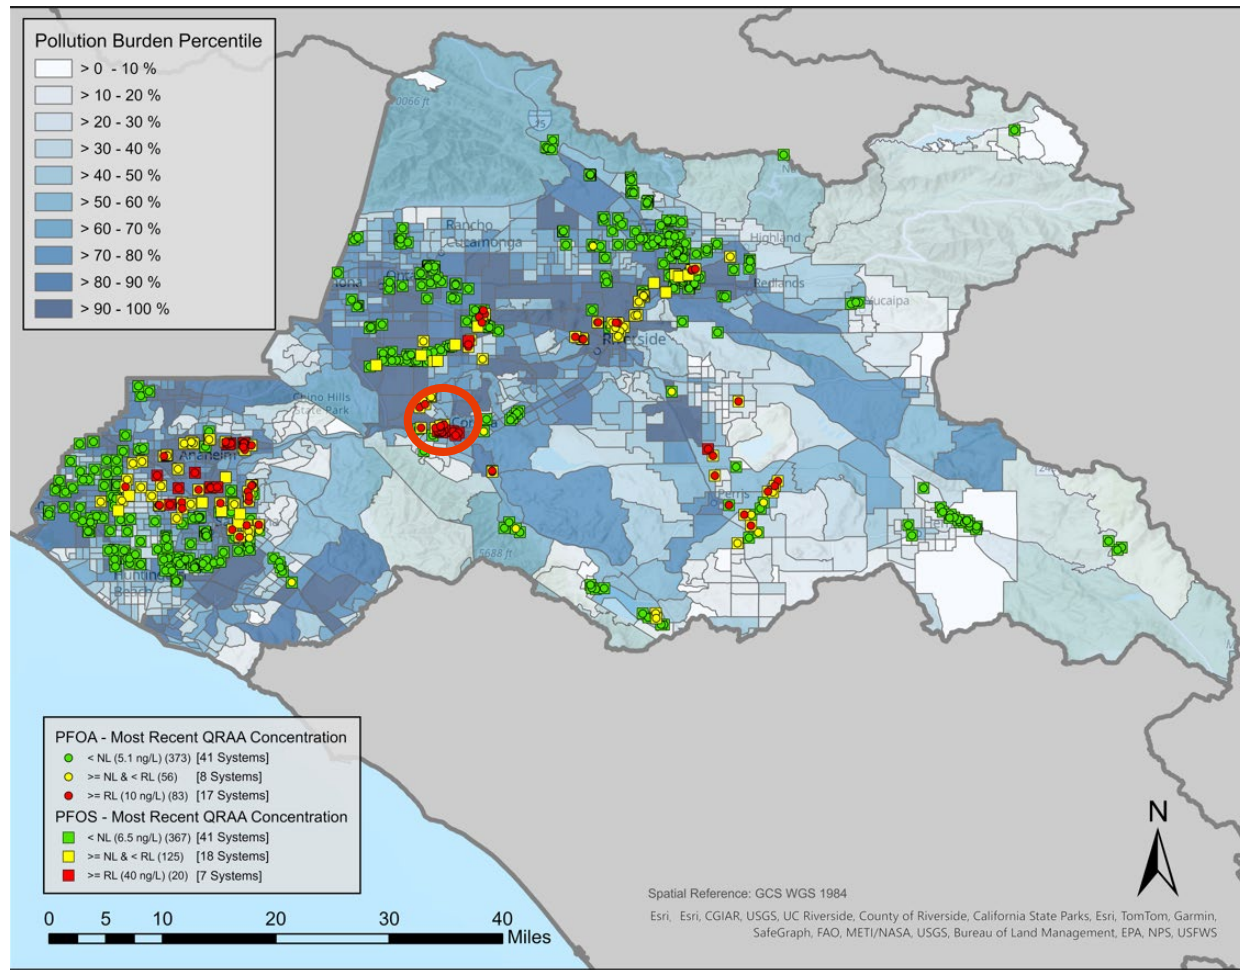 Pollution Burden Percentile
> 0 - 10 %
> 10 - 20 %
> 20 - 30 %
> 30 - 40 %
> 40 - 50 %
> 50 - 60 %
> 60 - 70 %
> 70 - 80 %
> 80 - 90 %
> 90 - 100 %
Rancho
Cucamonga
Highland
Redlands
Yucaipa
Riverside
Chino Hills
State Park
Anaheim
5688 ft
Beach
PFOA - Most Recent QRAA Concentration
< NL (5.1 ng/L) (373) [41 Systems]
>= NL & < RL (56) [8 Systems]
>= RL (10 ng/L) (83) [17 Systems]
PFOS - Most Recent QRAA Concentration
< NL (6.5 ng/L) (367) [41 Systems]
>= NL & < RL (125) [18 Systems]
>= RL (40 ng/L) (20) [7 Systems]
0 10 20 30 40
Miles
N
Spatial Reference: GCS WGS 1984
Esri, Esri, CGIAR, USGS, UC Riverside, County of Riverside, California State Parks, Esri, TomTom, Garmin,
SafeGraph, FAO, METI/NASA, USGS, Bureau of Land Management, EPA, NPS, USFWS